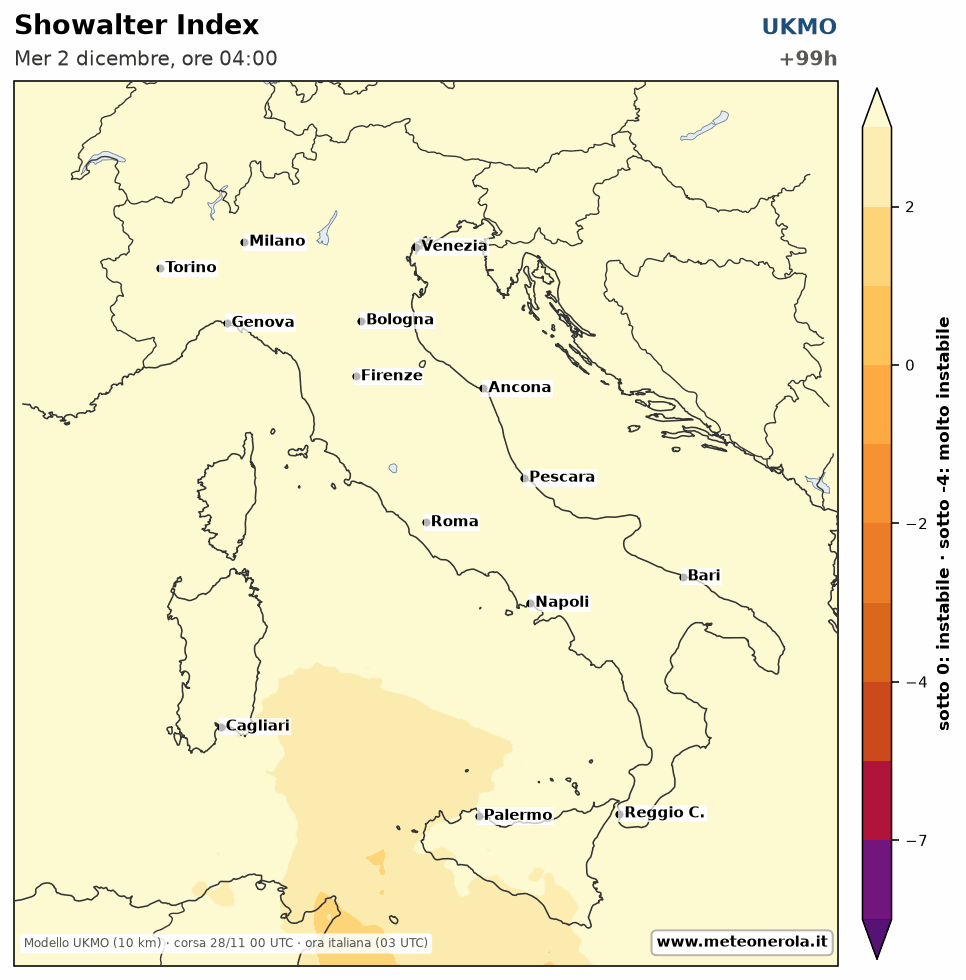 Showalter Index
UKMO
Mer 2 dicembre, ore 04:00
+99h
Milano
Venezia
Torino
Genova
Bologna
Firenze
Ancona
Pescara
Roma
Bari
Napoli
Cagliari
Palermo
Reggio C.
2
0
−2
−4
−7
sotto 0: instabile · sotto -4: molto instabile
Modello UKMO (10 km) · corsa 28/11 00 UTC · ora italiana (03 UTC)
www.meteonerola.it